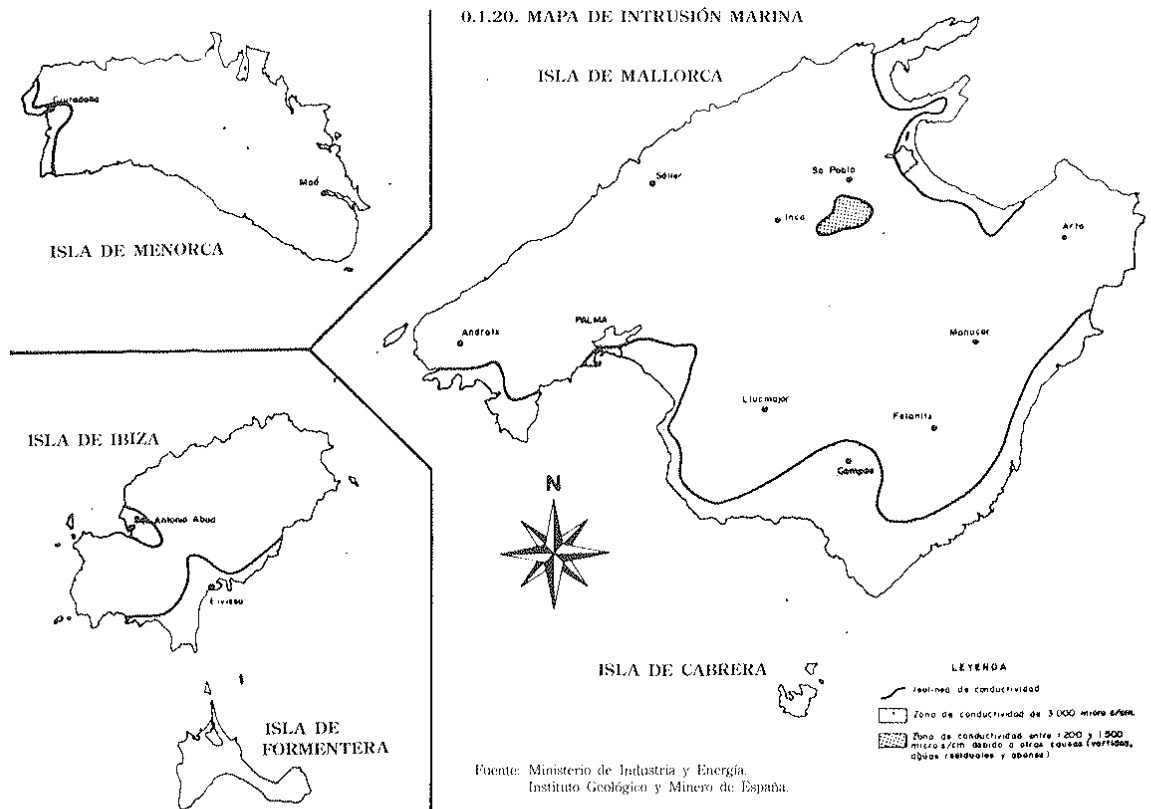 0.1.20. MAPA DE INTRUSIÓN MARINA
ISLA DE MALLORCA
Ciutadella
Maó
ISLA DE MENORCA
Sóller
Sa Pobla
Inca
Arta
PALMA
Andraitx
Manacor
Llucmajor
Felanitx
Campos
ISLA DE IBIZA
San Antonio Abad
Eivissa
N
ISLA DE CABRERA
ISLA DE
FORMENTERA
LEYENDA
Isolínea de conductividad
Zona de conductividad de 3.000 micro s/cm.
Zona de conductividad entre 1.200 y 1.500
micro s/cm debido a otras causas (vertidos,
aguas residuales y abonos)
Fuente: Ministerio de Industria y Energía.
Instituto Geológico y Minero de España.